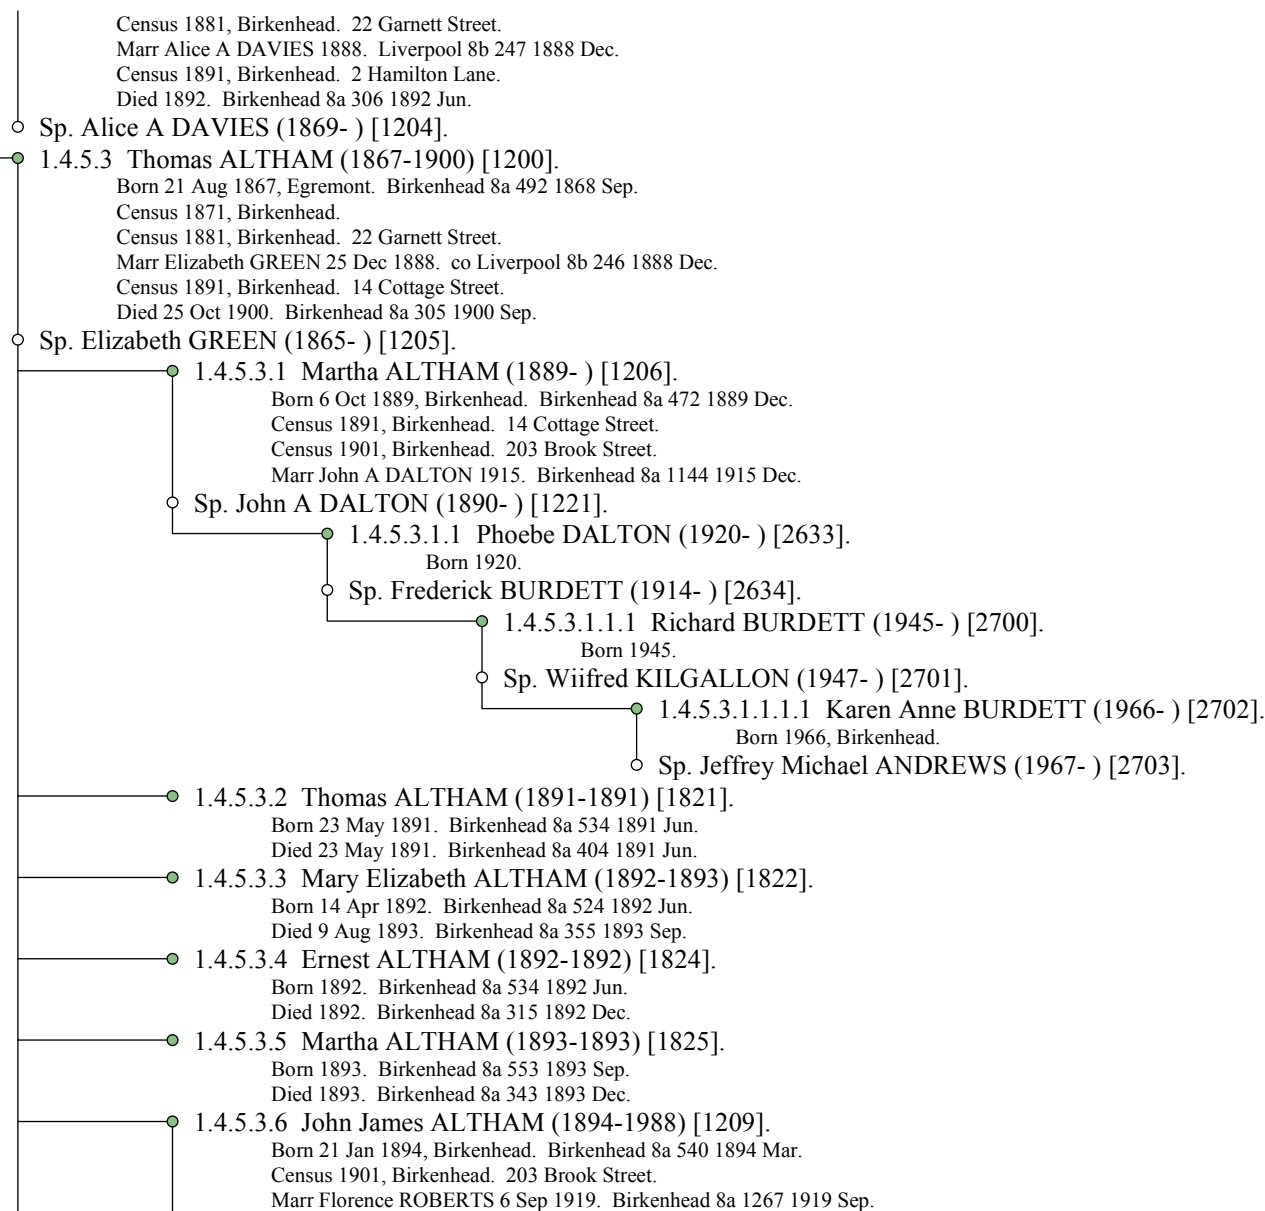 Census 1881, Birkenhead.  22 Garnett Street.
Marr Alice A DAVIES 1888.  Liverpool 8b 247 1888 Dec.
Census 1891, Birkenhead.  2 Hamilton Lane.
Died 1892.  Birkenhead 8a 306 1892 Jun.
Sp. Alice A DAVIES (1869- ) [1204].
1.4.5.3  Thomas ALTHAM (1867-1900) [1200].
Born 21 Aug 1867, Egremont.  Birkenhead 8a 492 1868 Sep.
Census 1871, Birkenhead.
Census 1881, Birkenhead.  22 Garnett Street.
Marr Elizabeth GREEN 25 Dec 1888.  co Liverpool 8b 246 1888 Dec.
Census 1891, Birkenhead.  14 Cottage Street.
Died 25 Oct 1900.  Birkenhead 8a 305 1900 Sep.
Sp. Elizabeth GREEN (1865- ) [1205].
1.4.5.3.1  Martha ALTHAM (1889- ) [1206].
Born 6 Oct 1889, Birkenhead.  Birkenhead 8a 472 1889 Dec.
Census 1891, Birkenhead.  14 Cottage Street.
Census 1901, Birkenhead.  203 Brook Street.
Marr John A DALTON 1915.  Birkenhead 8a 1144 1915 Dec.
Sp. John A DALTON (1890- ) [1221].
1.4.5.3.1.1  Phoebe DALTON (1920- ) [2633].
Born 1920.
Sp. Frederick BURDETT (1914- ) [2634].
1.4.5.3.1.1.1  Richard BURDETT (1945- ) [2700].
Born 1945.
Sp. Wiifred KILGALLON (1947- ) [2701].
1.4.5.3.1.1.1.1  Karen Anne BURDETT (1966- ) [2702].
Born 1966, Birkenhead.
Sp. Jeffrey Michael ANDREWS (1967- ) [2703].
1.4.5.3.2  Thomas ALTHAM (1891-1891) [1821].
Born 23 May 1891.  Birkenhead 8a 534 1891 Jun.
Died 23 May 1891.  Birkenhead 8a 404 1891 Jun.
1.4.5.3.3  Mary Elizabeth ALTHAM (1892-1893) [1822].
Born 14 Apr 1892.  Birkenhead 8a 524 1892 Jun.
Died 9 Aug 1893.  Birkenhead 8a 355 1893 Sep.
1.4.5.3.4  Ernest ALTHAM (1892-1892) [1824].
Born 1892.  Birkenhead 8a 534 1892 Jun.
Died 1892.  Birkenhead 8a 315 1892 Dec.
1.4.5.3.5  Martha ALTHAM (1893-1893) [1825].
Born 1893.  Birkenhead 8a 553 1893 Sep.
Died 1893.  Birkenhead 8a 343 1893 Dec.
1.4.5.3.6  John James ALTHAM (1894-1988) [1209].
Born 21 Jan 1894, Birkenhead.  Birkenhead 8a 540 1894 Mar.
Census 1901, Birkenhead.  203 Brook Street.
Marr Florence ROBERTS 6 Sep 1919.  Birkenhead 8a 1267 1919 Sep.